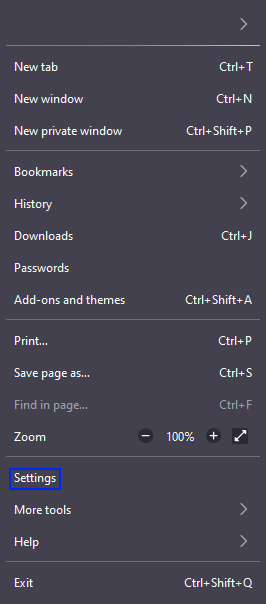 New tab Ctrl+T
New window Ctrl+N
New private window Ctrl+Shift+P
Bookmarks
History
Downloads Ctrl+J
Passwords
Add-ons and themes Ctrl+Shift+A
Print... Ctrl+P
Save page as... Ctrl+S
Find in page... Ctrl+F
Zoom − 100% +
Settings
More tools
Help
Exit Ctrl+Shift+Q